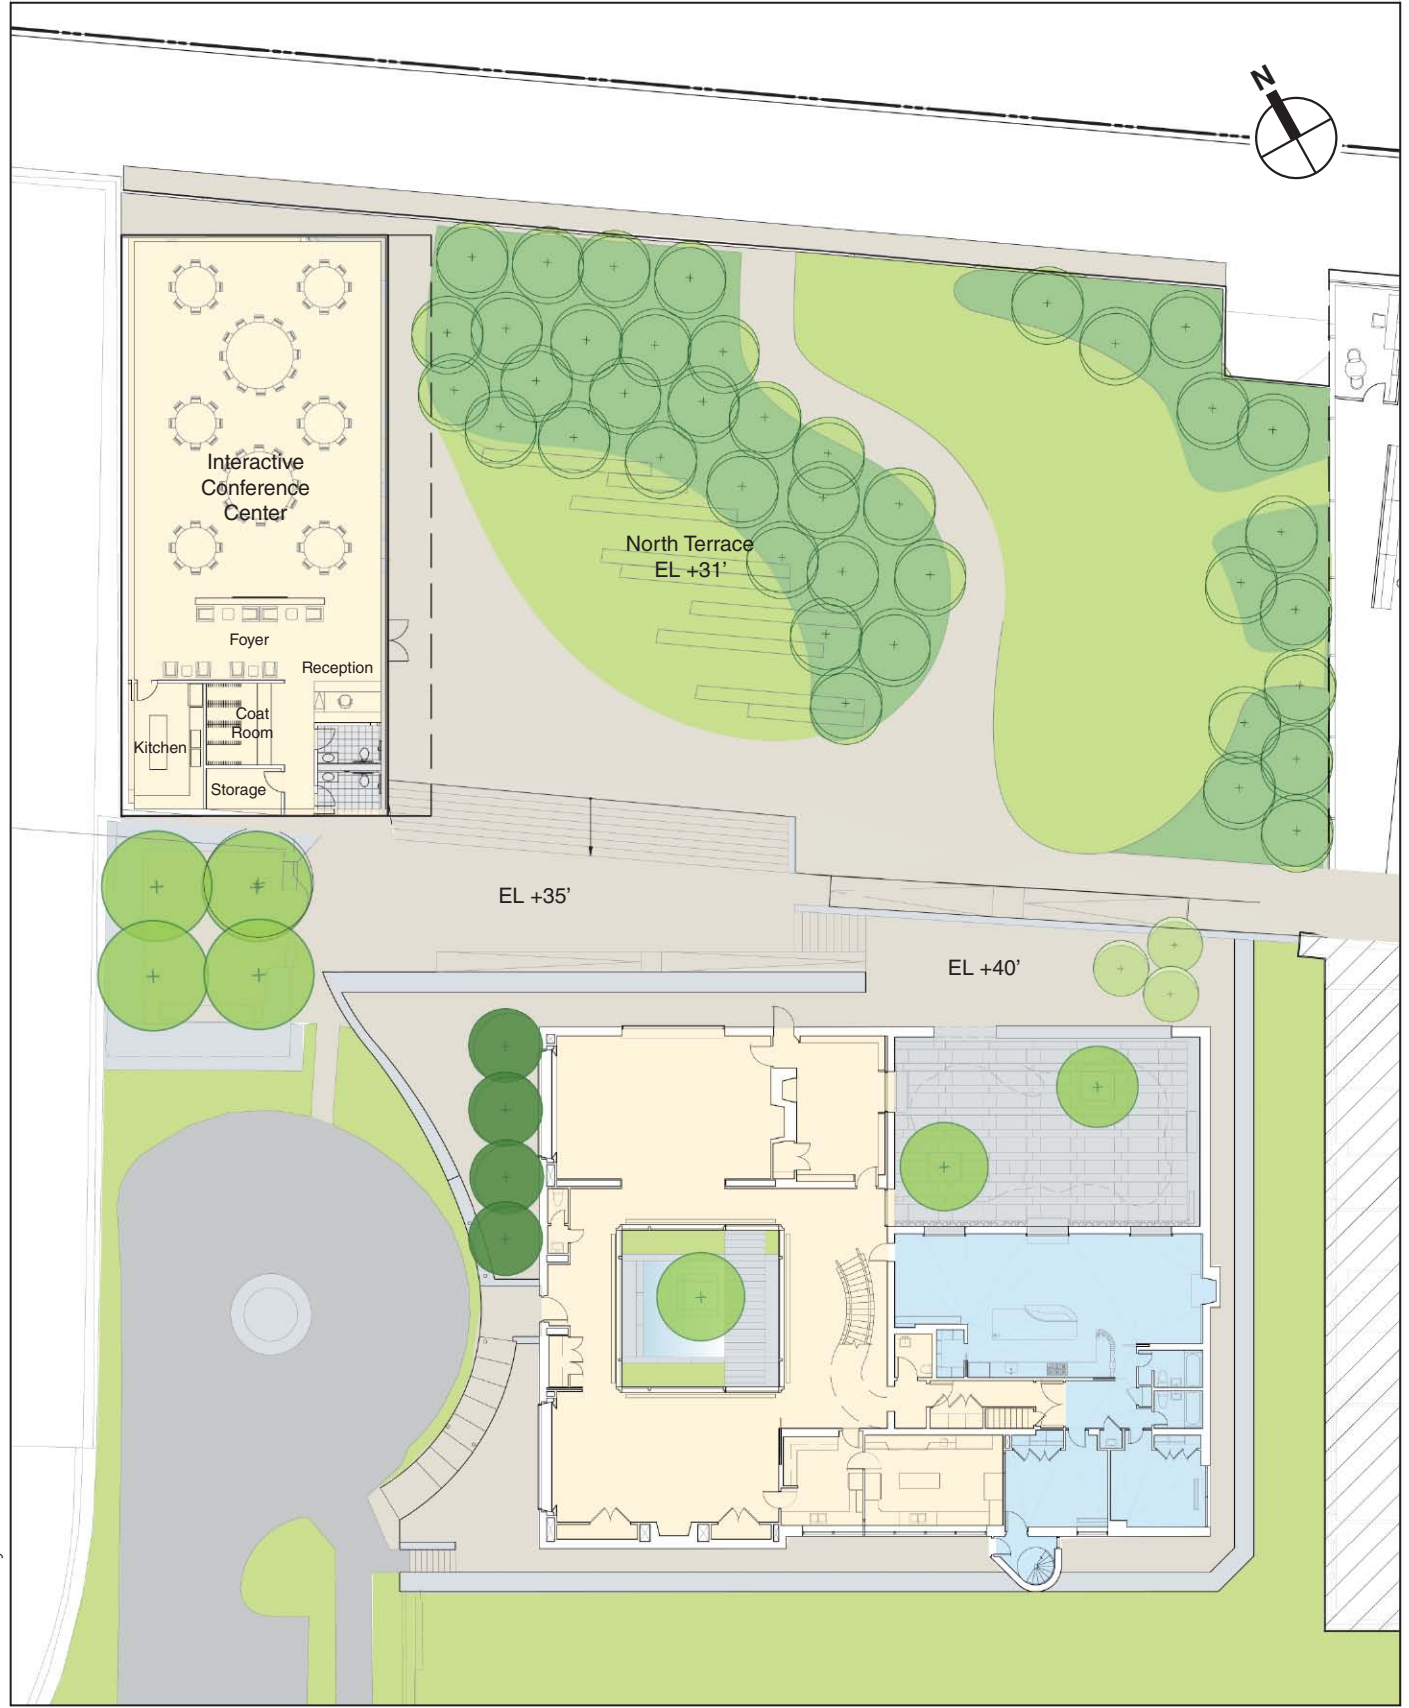 N
Interactive
Conference
Center
North Terrace
EL +31’
Foyer
Reception
Coat
Room
Kitchen
Storage
EL +35’
EL +40’